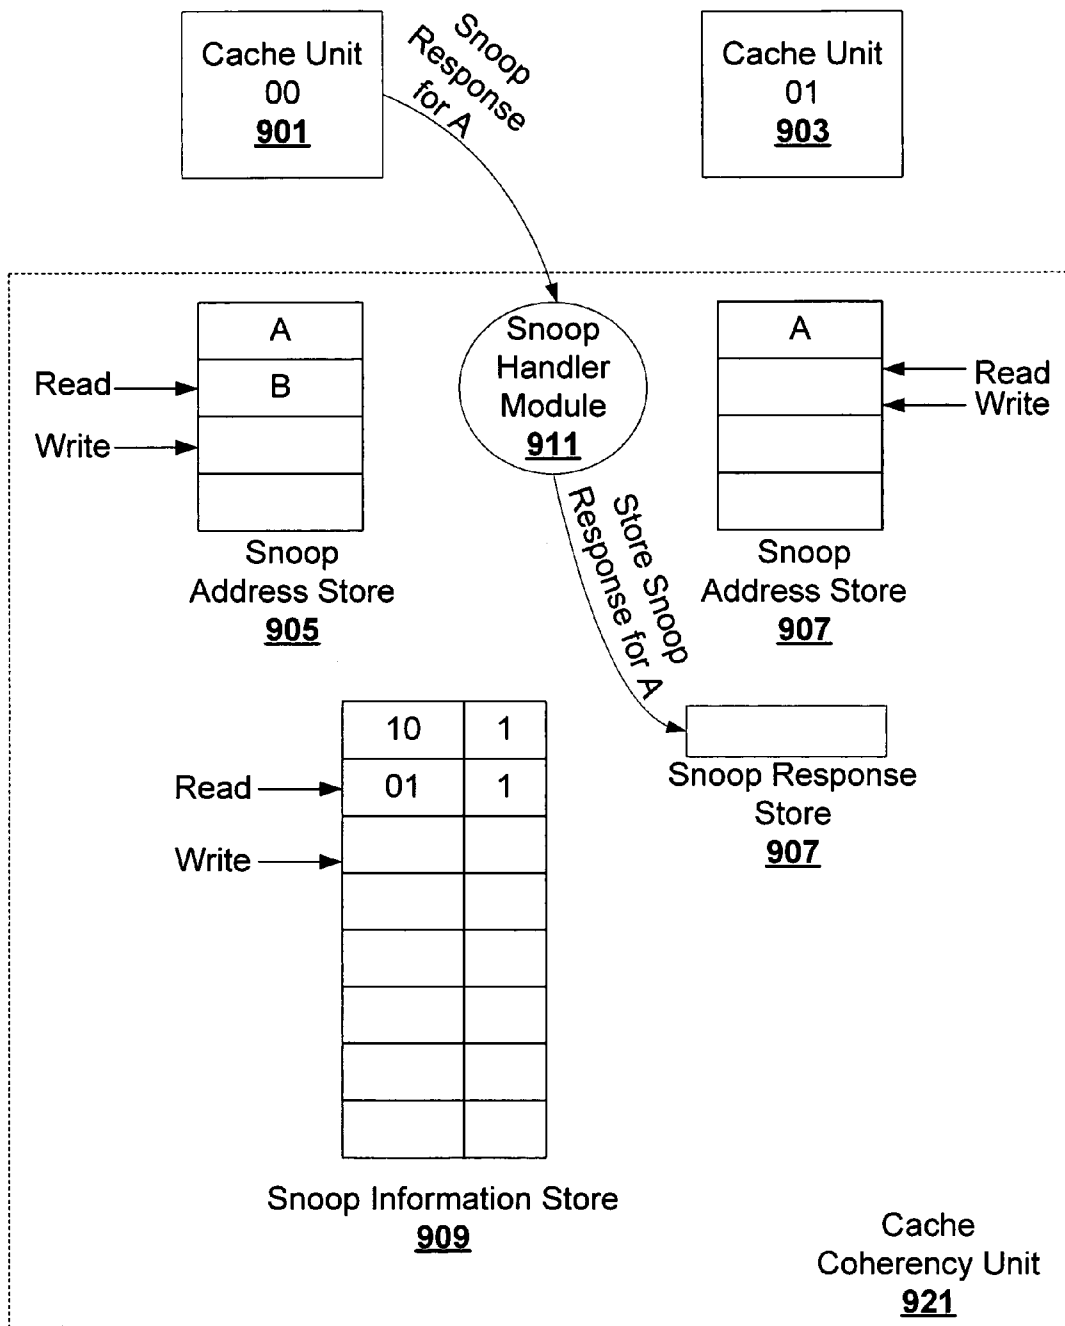 Cache Unit
00
901
Snoop
Response
for A
Cache Unit
01
903
A
B
Read
Write
Snoop
Address Store
905
Snoop
Handler
Module
911
A
Read
Write
Snoop
Address Store
907
Store Snoop
Response for A
10 1
01 1
Read
Write
Snoop Information Store
909
Snoop Response
Store
907
Cache
Coherency Unit
921